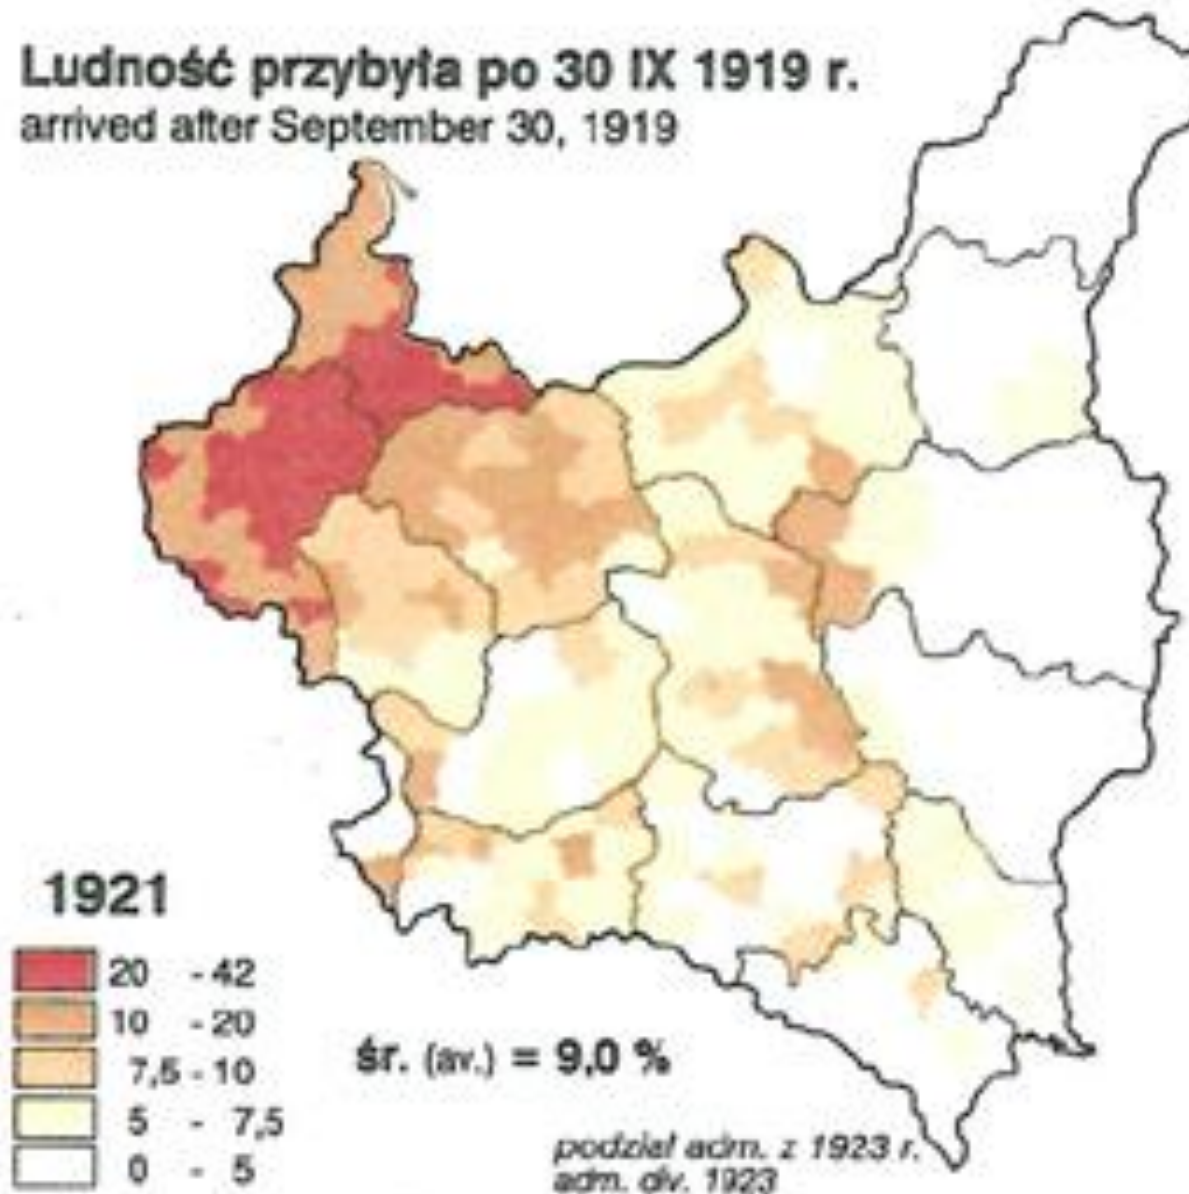 Ludność przybyła po 30 IX 1919 r.
arrived after September 30, 1919
1921
20 - 42
10 - 20
7,5 - 10
5 - 7,5
0 - 5
śr. (av.) = 9,0 %
podział adm. z 1923 r.
adm. div. 1923